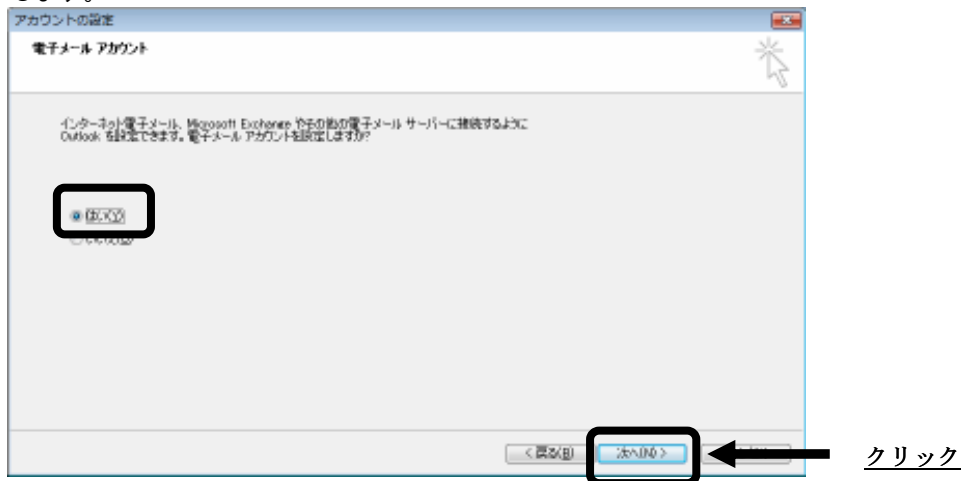 します。
アカウントの設定
電子メール アカウント
インターネット電子メール、Microsoft Exchange やその他の電子メール サーバーに接続するように
Outlook を設定できます。電子メール アカウントを設定しますか?
はい(Y)
< 戻る(B)
次へ(N) >
クリック